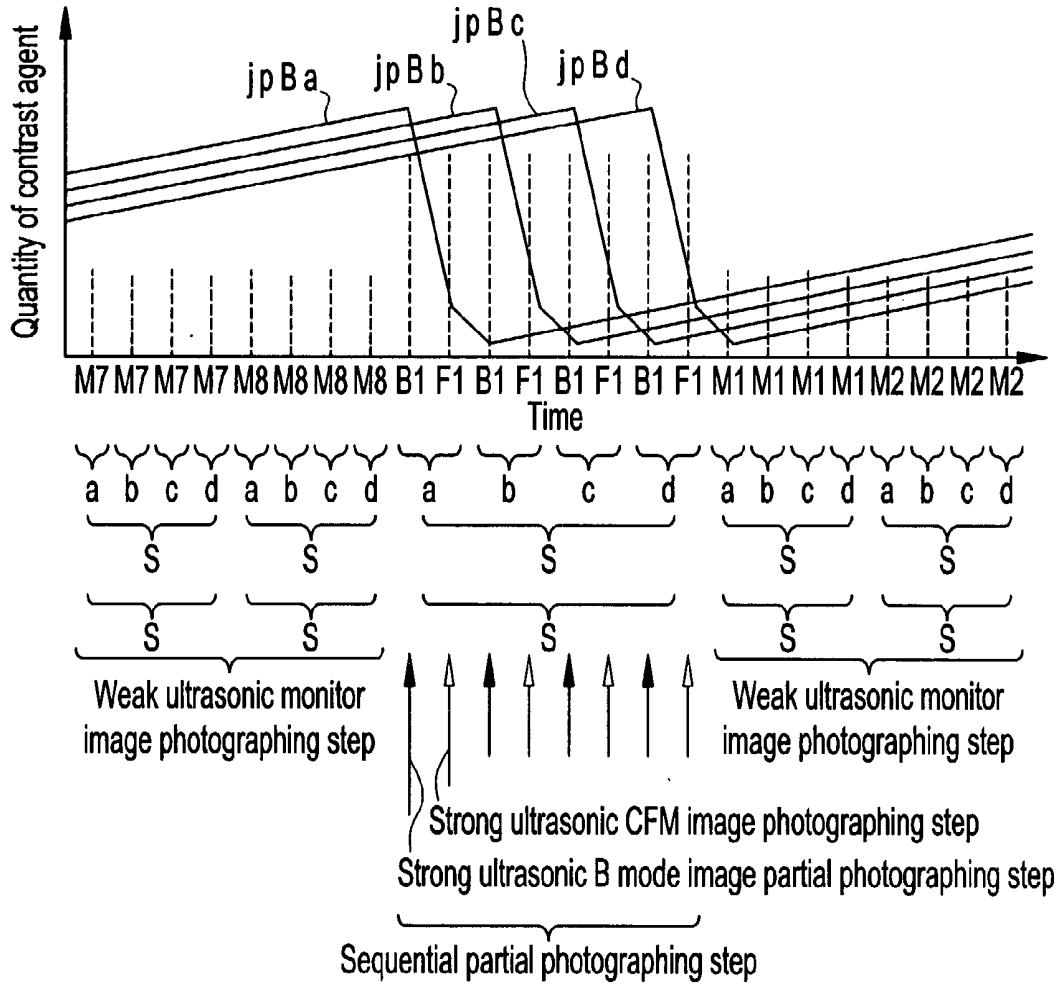 Quantity of contrast agent
jpBa
jpBb
jpBc
jpBd
M7 M7 M7 M7 M8 M8 M8 M8 B1 F1 B1 F1 B1 F1 B1 F1 M1 M1 M1 M1 M2 M2 M2 M2
Time
a b c d a b c d a b c d a b c d a b c d
S S S S S
S S S S S
Weak ultrasonic monitor
image photographing step
Weak ultrasonic monitor
image photographing step
Strong ultrasonic CFM image photographing step
Strong ultrasonic B mode image partial photographing step
Sequential partial photographing step